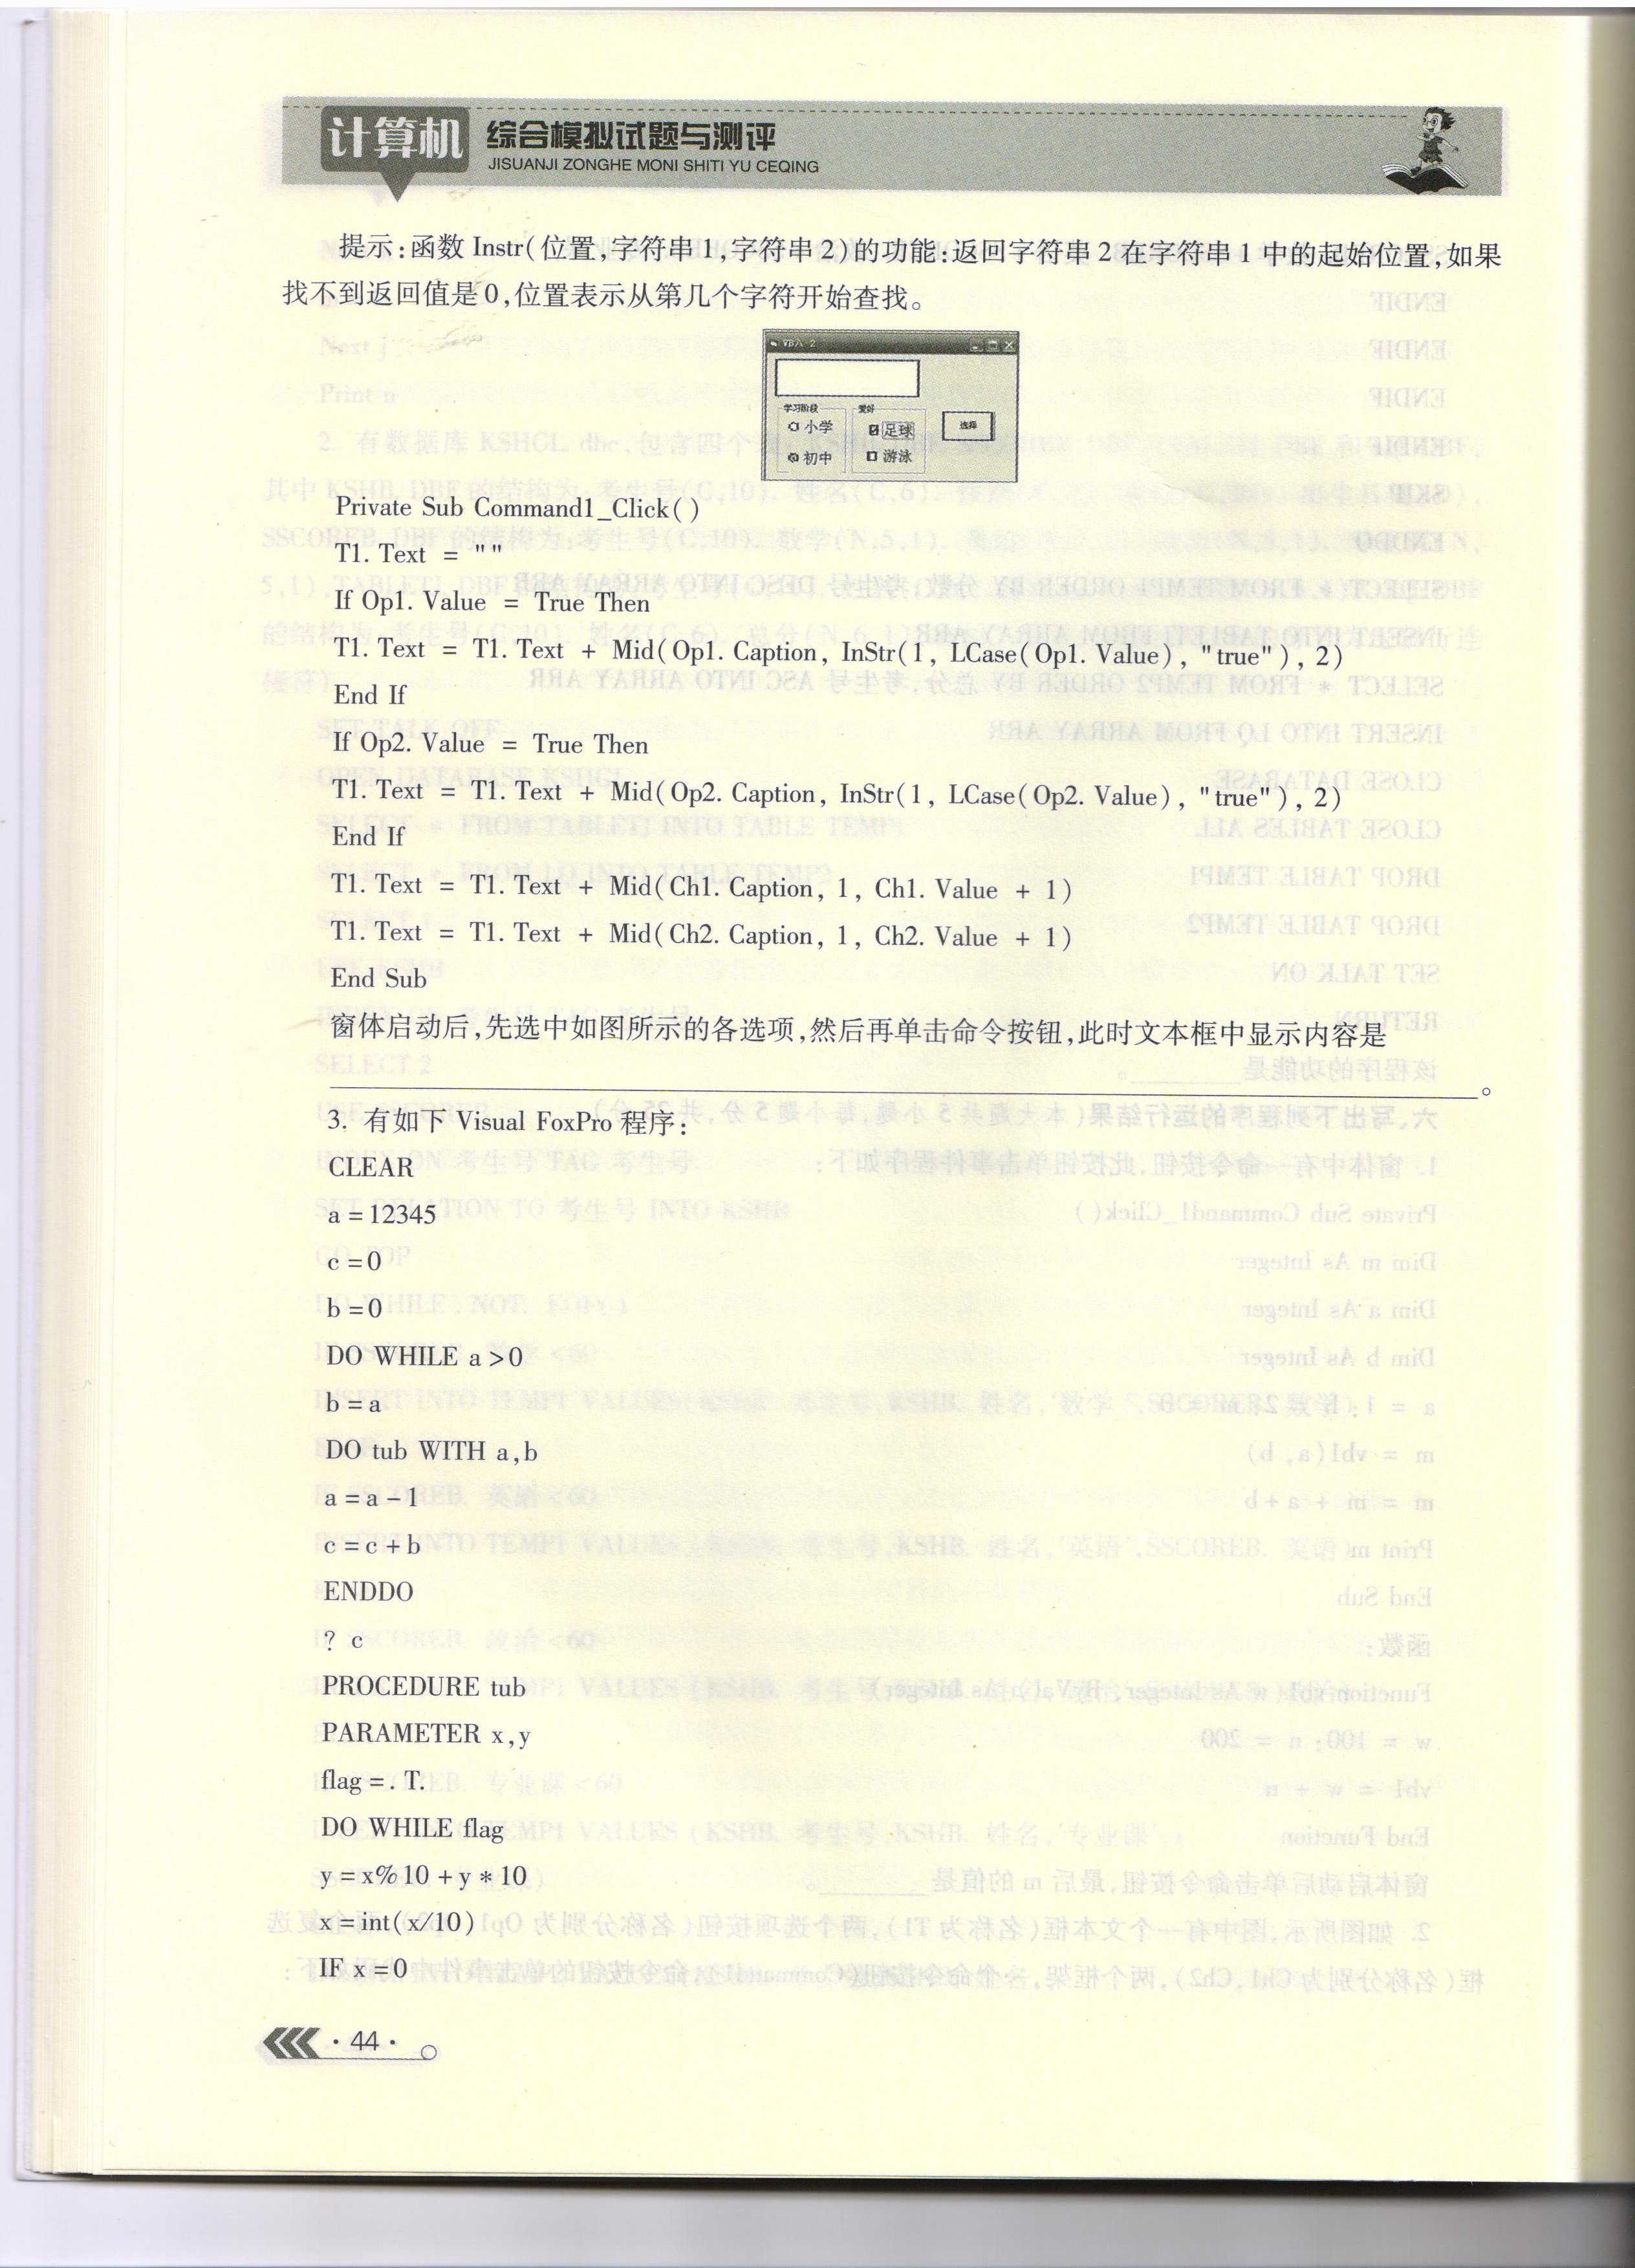 计算机 综合模拟试题与测评
JISUANJI ZONGHE MONI SHITI YU CEQING
提示:函数 Instr(位置,字符串1,字符串2)的功能:返回字符串2在字符串1中的起始位置,如果
找不到返回值是0,位置表示从第几个字符开始查找。
学习阶段 爱好
小学 足球 选择
初中 游泳
Private Sub Command1_Click( )
T1. Text = " "
If Op1. Value = True Then
T1. Text = T1. Text + Mid(Op1. Caption, InStr(1, LCase(Op1. Value), "true"), 2)
End If
If Op2. Value = True Then
T1. Text = T1. Text + Mid(Op2. Caption, InStr(1, LCase(Op2. Value), "true"), 2)
End If
T1. Text = T1. Text + Mid(Ch1. Caption, 1, Ch1. Value + 1)
T1. Text = T1. Text + Mid(Ch2. Caption, 1, Ch2. Value + 1)
End Sub
窗体启动后,先选中如图所示的各选项,然后再单击命令按钮,此时文本框中显示内容是
。
3. 有如下 Visual FoxPro 程序:
CLEAR
a=12345
c=0
b=0
DO WHILE a>0
b=a
DO tub WITH a,b
a=a-1
c=c+b
ENDDO
? c
PROCEDURE tub
PARAMETER x,y
flag=. T.
DO WHILE flag
y=x%10+y*10
x=int(x/10)
IF x=0
·44·